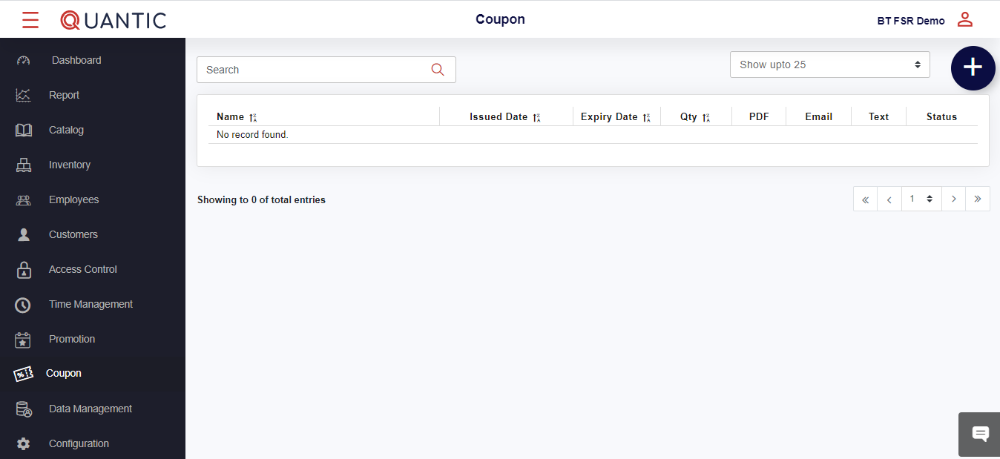 QUANTIC
Coupon
BT FSR Demo
Dashboard
Report
Catalog
Inventory
Employees
Customers
Access Control
Time Management
Promotion
Coupon
Data Management
Configuration
Search
Show upto 25
Name Issued Date Expiry Date Qty PDF Email Text Status
No record found.
Showing to 0 of total entries
« ‹ 1 › »